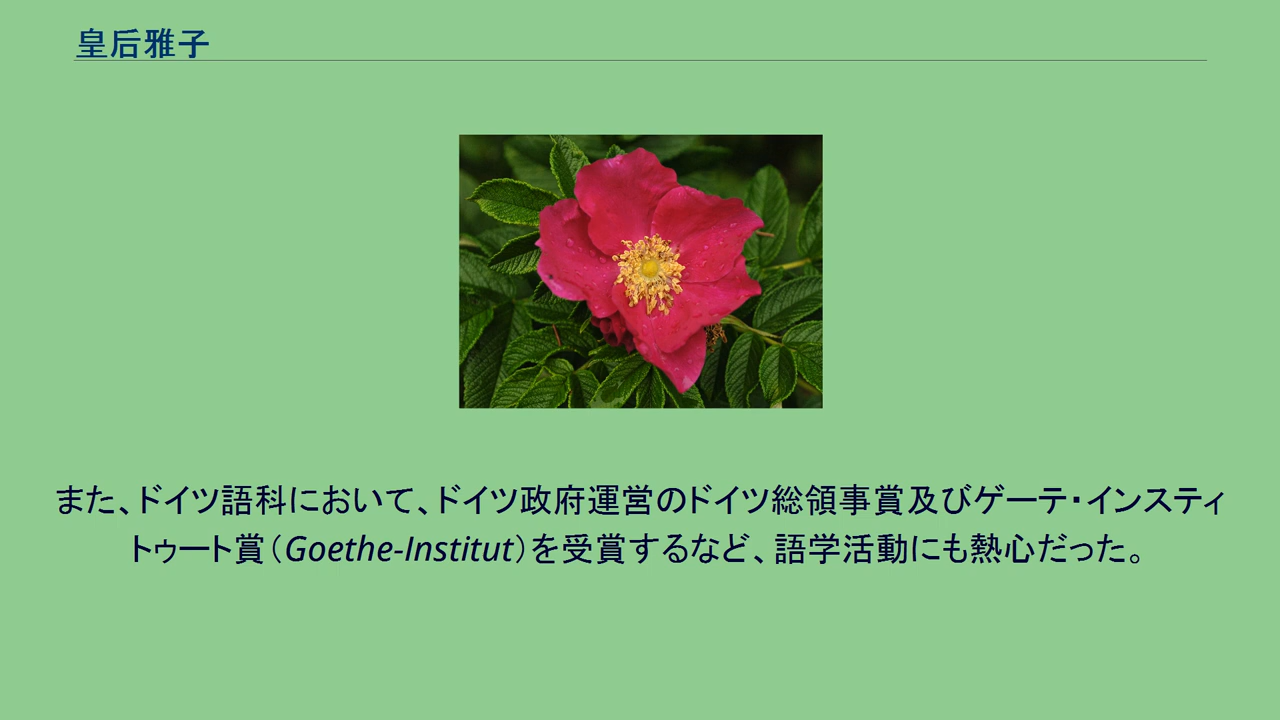 皇后雅子
また、ドイツ語科において、ドイツ政府運営のドイツ総領事賞及びゲーテ・インスティ
トゥート賞（Goethe-Institut）を受賞するなど、語学活動にも熱心だった。